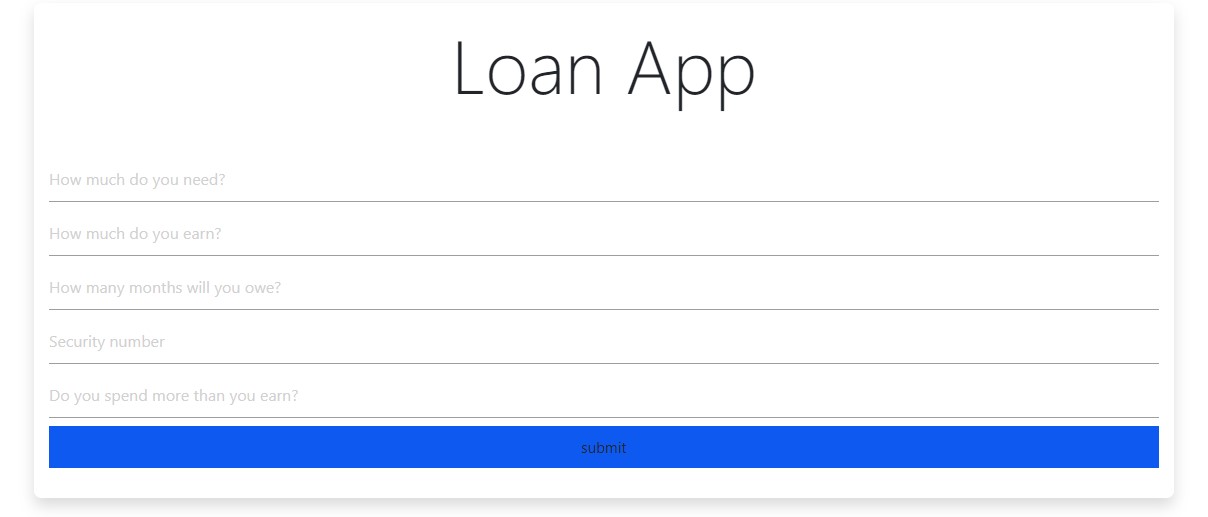 Loan App
How much do you need?
How much do you earn?
How many months will you owe?
Security number
Do you spend more than you earn?
submit